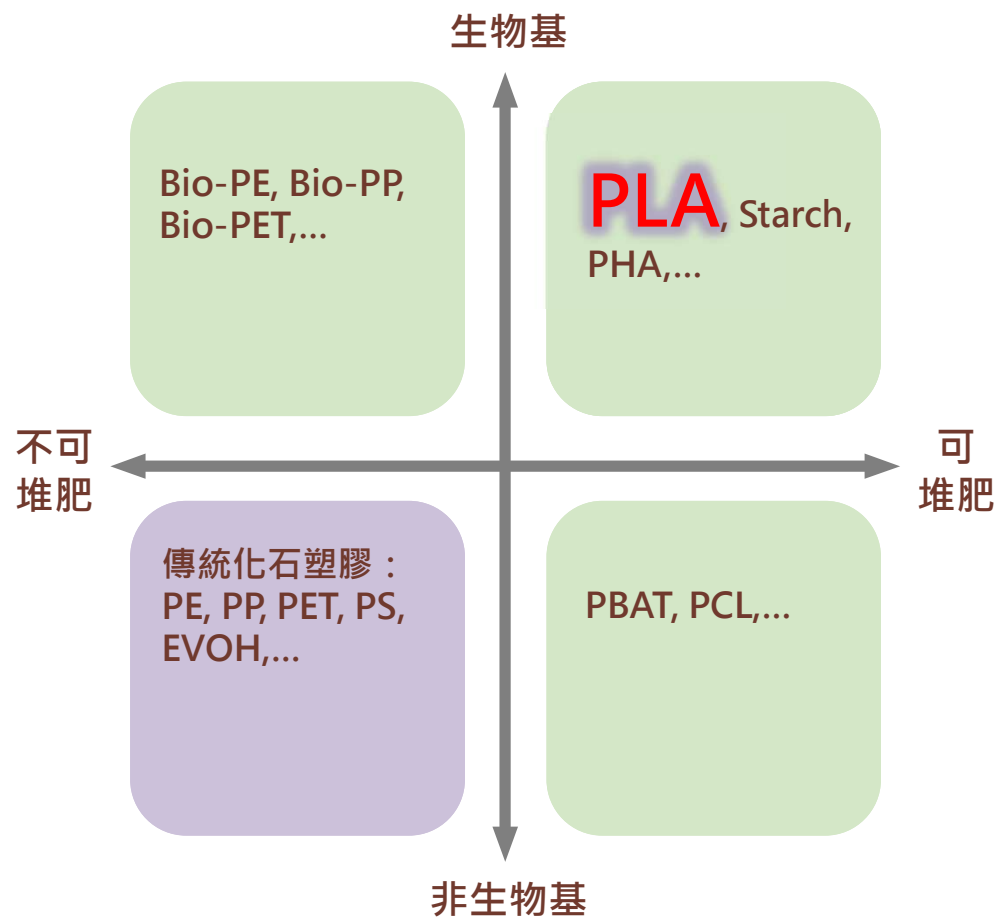 生物基
Bio-PE, Bio-PP,
Bio-PET,...
PLA, Starch,
PHA,...
不可
堆肥
可
堆肥
傳統化石塑膠：
PE, PP, PET, PS,
EVOH,...
PBAT, PCL,...
非生物基